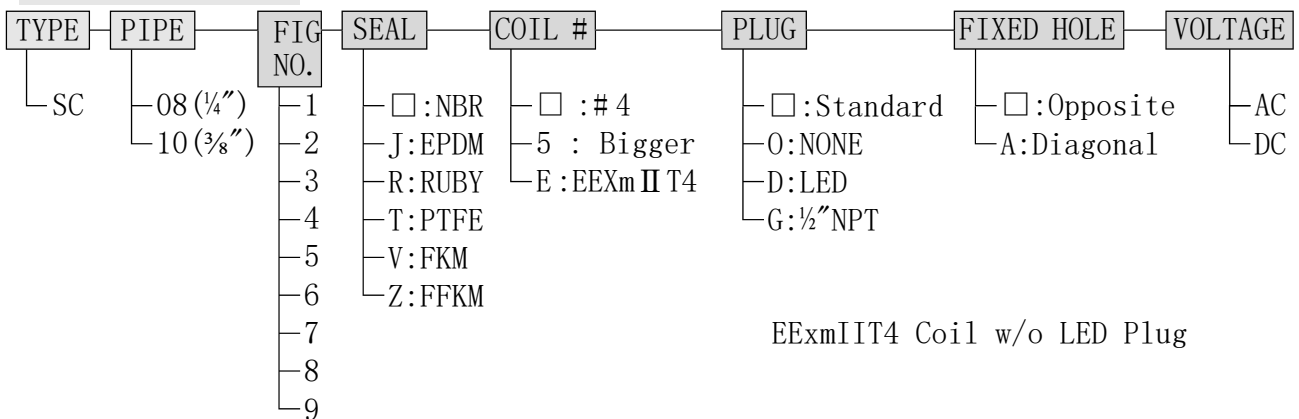 TYPE PIPE FIG NO. SEAL COIL # PLUG FIXED HOLE VOLTAGE
SC 08(¼″) 1 □:NBR □ :#4 □:Standard □:Opposite AC
10(⅜″) 2 J:EPDM 5 : Bigger O:NONE A:Diagonal DC
3 R:RUBY E:EEXmⅡT4 D:LED
4 T:PTFE G:½″NPT
5 V:FKM
6 Z:FFKM
7 EExmIIT4 Coil w/o LED Plug
8
9